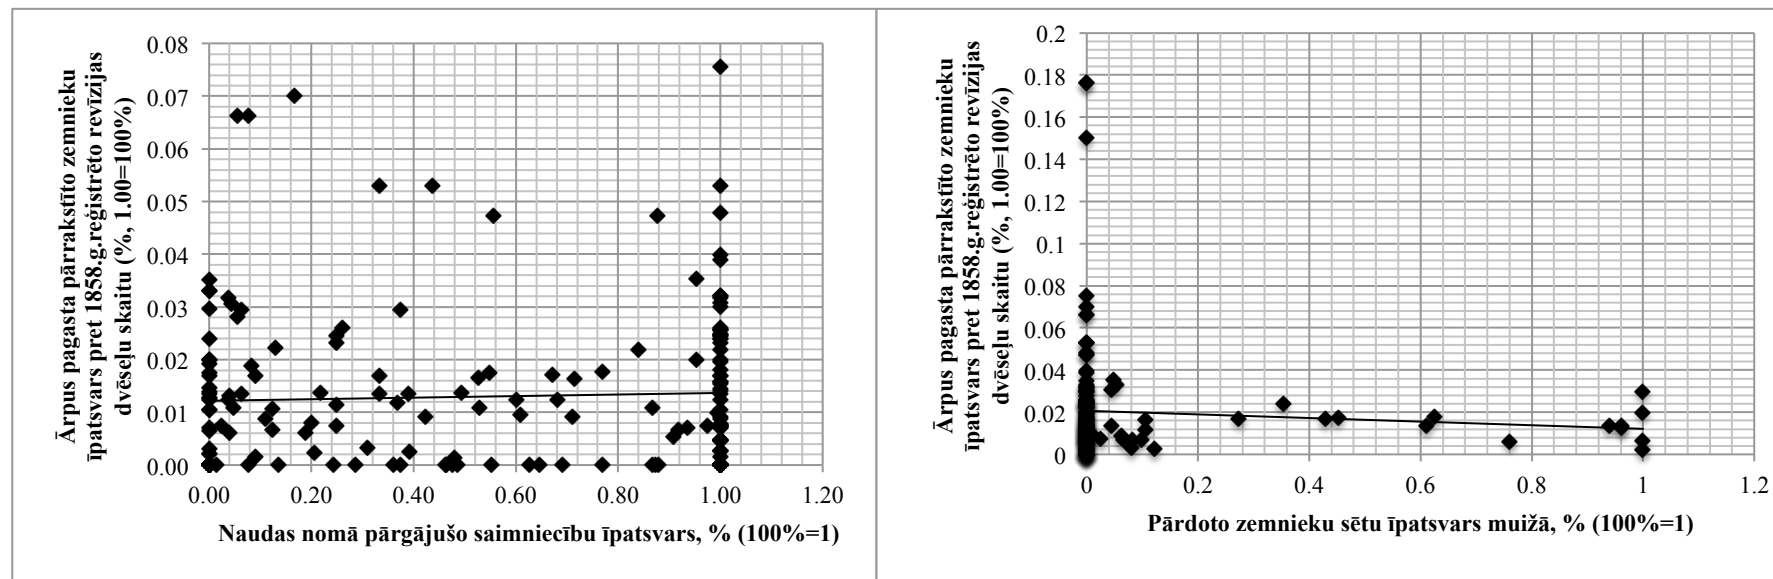 Ārpus pagasta pārrakstīto zemnieku
īpatsvars pret 1858.g.reģistrēto revīzijas
dvēseļu skaitu (%, 1.00=100%)
0.08
0.07
0.06
0.05
0.04
0.03
0.02
0.01
0.00
0.00 0.20 0.40 0.60 0.80 1.00 1.20
Naudas nomā pārgājušo saimniecību īpatsvars, % (100%=1)
Ārpus pagasta pārrakstīto zemnieku
īpatsvars pret 1858.g.reģistrēto revīzijas
dvēseļu skaitu (%, 1.00=100%)
0.2
0.18
0.16
0.14
0.12
0.1
0.08
0.06
0.04
0.02
0
0 0.2 0.4 0.6 0.8 1 1.2
Pārdoto zemnieku sētu īpatsvars muižā, % (100%=1)